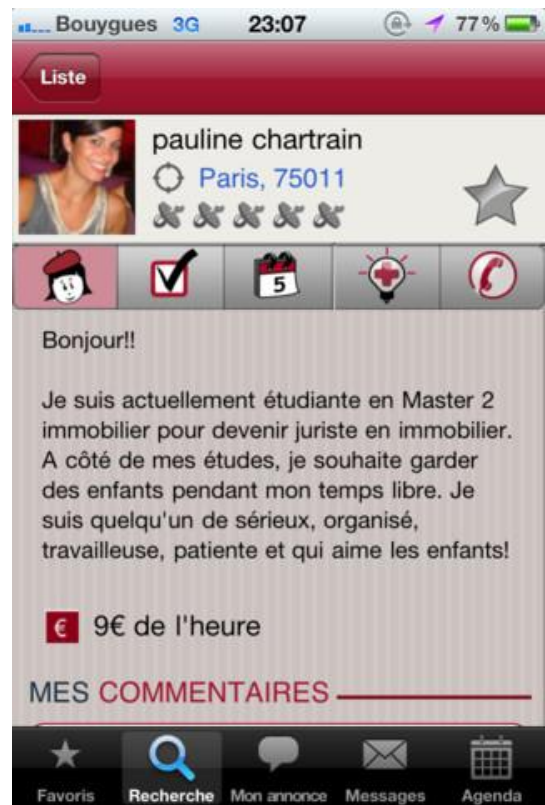 Bouygues 3G 23:07 77%
Liste
pauline chartrain
Paris, 75011
5
Bonjour!!
Je suis actuellement étudiante en Master 2
immobilier pour devenir juriste en immobilier.
A côté de mes études, je souhaite garder
des enfants pendant mon temps libre. Je
suis quelqu'un de sérieux, organisé,
travailleuse, patiente et qui aime les enfants!
€ 9€ de l'heure
MES COMMENTAIRES
Favoris Recherche Mon annonce Messages Agenda